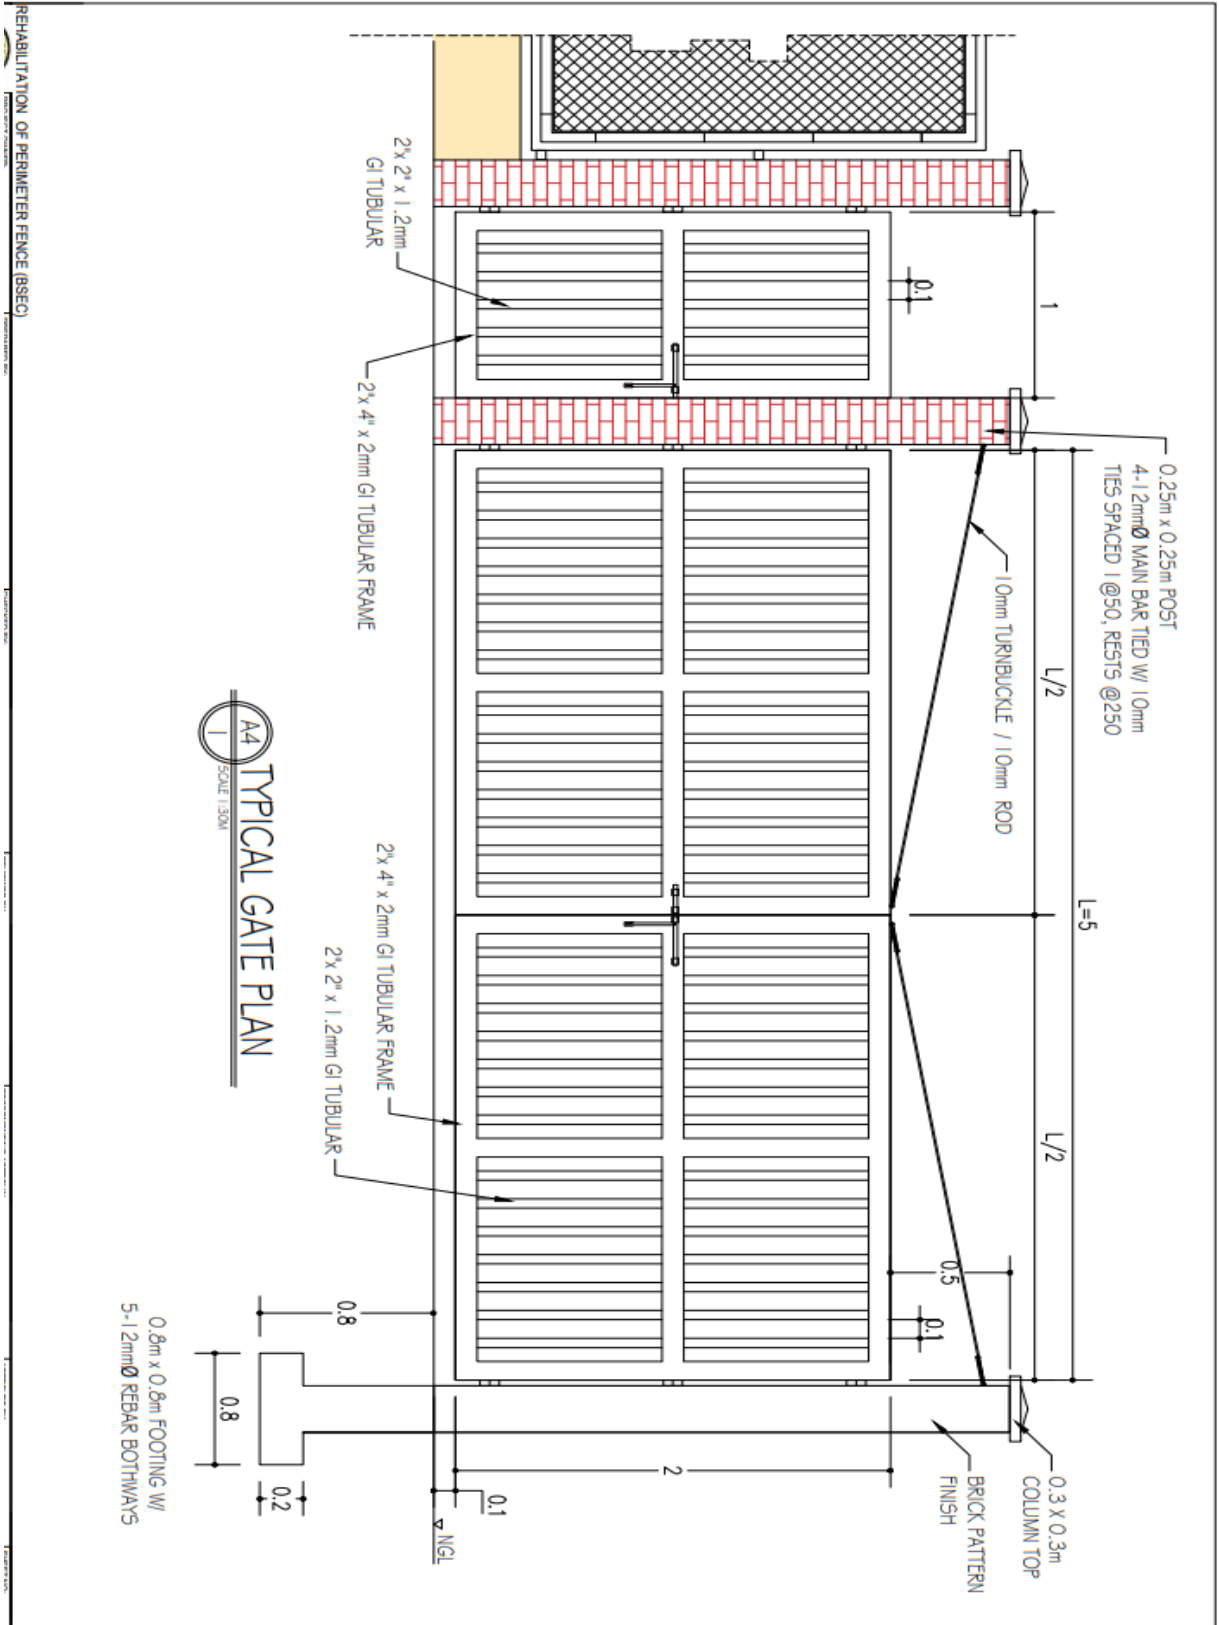 0.25m x 0.25m POST
4-12mmØ MAIN BAR TIED W/ 10mm
TIES SPACED 1@50, RESTS @250
10mm TURNBUCKLE / 10mm ROD
L=5
L/2
L/2
1
0.1
0.5
0.1
0.3 X 0.3m
COLUMN TOP
BRICK PATTERN
FINISH
2
0.1
NGL
2"x 2" x 1.2mm
GI TUBULAR
2"x 4" x 2mm GI TUBULAR FRAME
2"x 4" x 2mm GI TUBULAR FRAME
2"x 2" x 1.2mm GI TUBULAR
0.8
0.8
0.2
0.8m x 0.8m FOOTING W/
5-12mmØ REBAR BOTHWAYS
A4
1
TYPICAL GATE PLAN
SCALE 1:30M
REHABILITATION OF PERIMETER FENCE (BSEC)